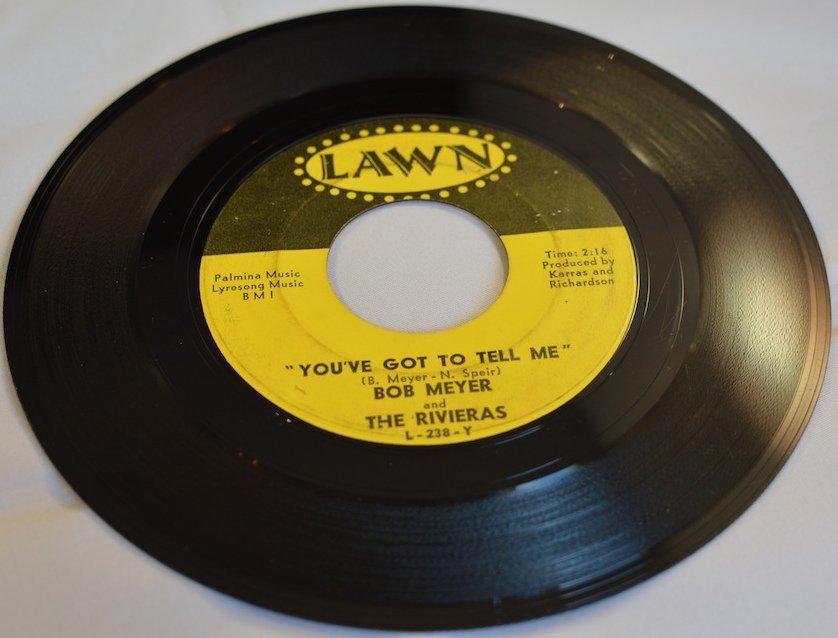 LAWN
Palmina Music
Lyresong Music
B M I
Time: 2:16
Produced by
Karras and
Richardson
"YOU'VE GOT TO TELL ME"
(B. Meyer - N. Speir)
BOB MEYER
and
THE RIVIERAS
L - 238 - Y